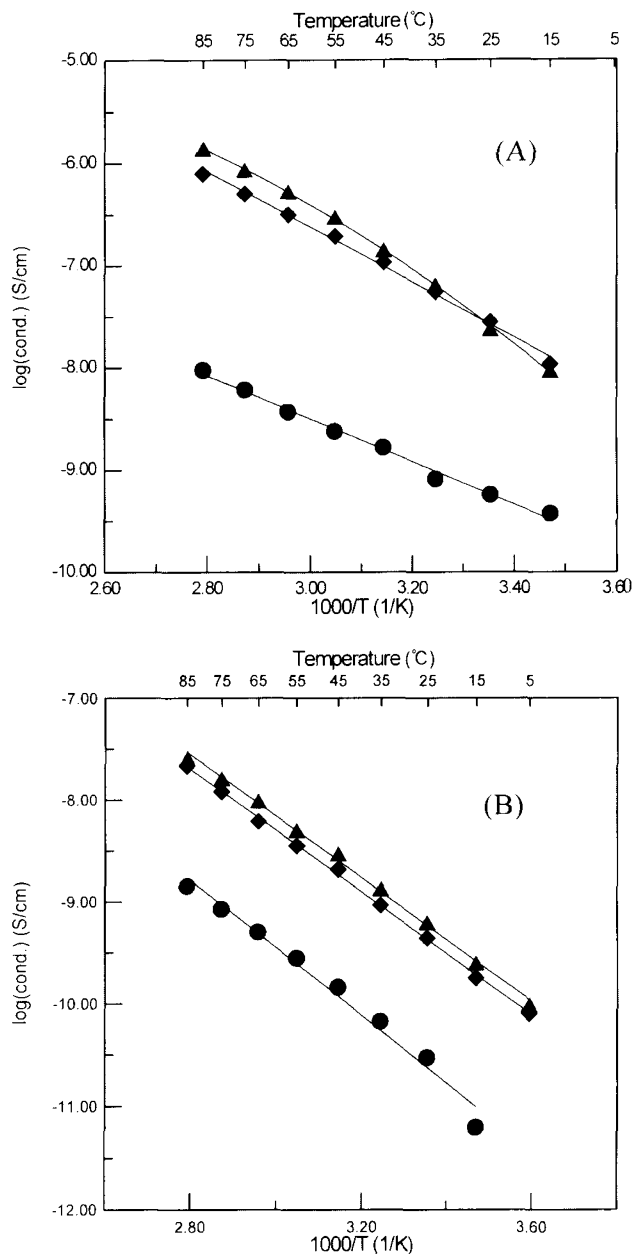 Temperature (°C)
85 75 65 55 45 35 25 15 5
-5.00
(A)
-6.00
-7.00
log(cond.) (S/cm)
-8.00
-9.00
-10.00
2.60 2.80 3.00 3.20 3.40 3.60
1000/T (1/K)
Temperature (°C)
85 75 65 55 45 35 25 15 5
-7.00
(B)
-8.00
-9.00
log(cond.) (S/cm)
-10.00
-11.00
-12.00
2.80 3.20 3.60
1000/T (1/K)